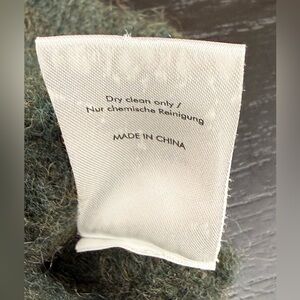 Dry clean only /
Nur chemische Reinigung
MADE IN CHINA